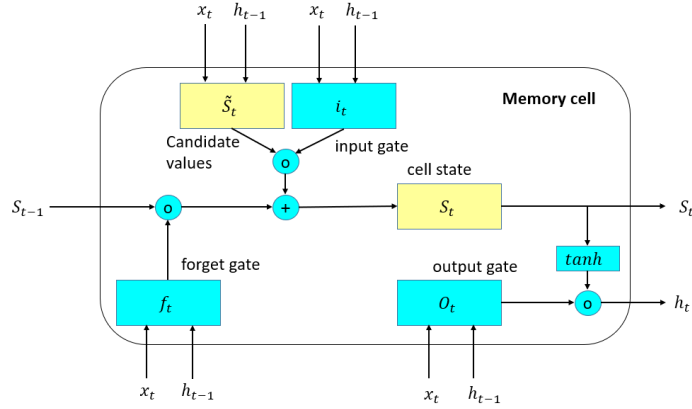 x_t h_{t−1} x_t h_{t−1}
S̃_t i_t Memory cell
Candidate values
input gate
o
cell state
S_{t−1} o + S_t S_t
forget gate
output gate
tanh
f_t O_t o h_t
x_t h_{t−1} x_t h_{t−1}